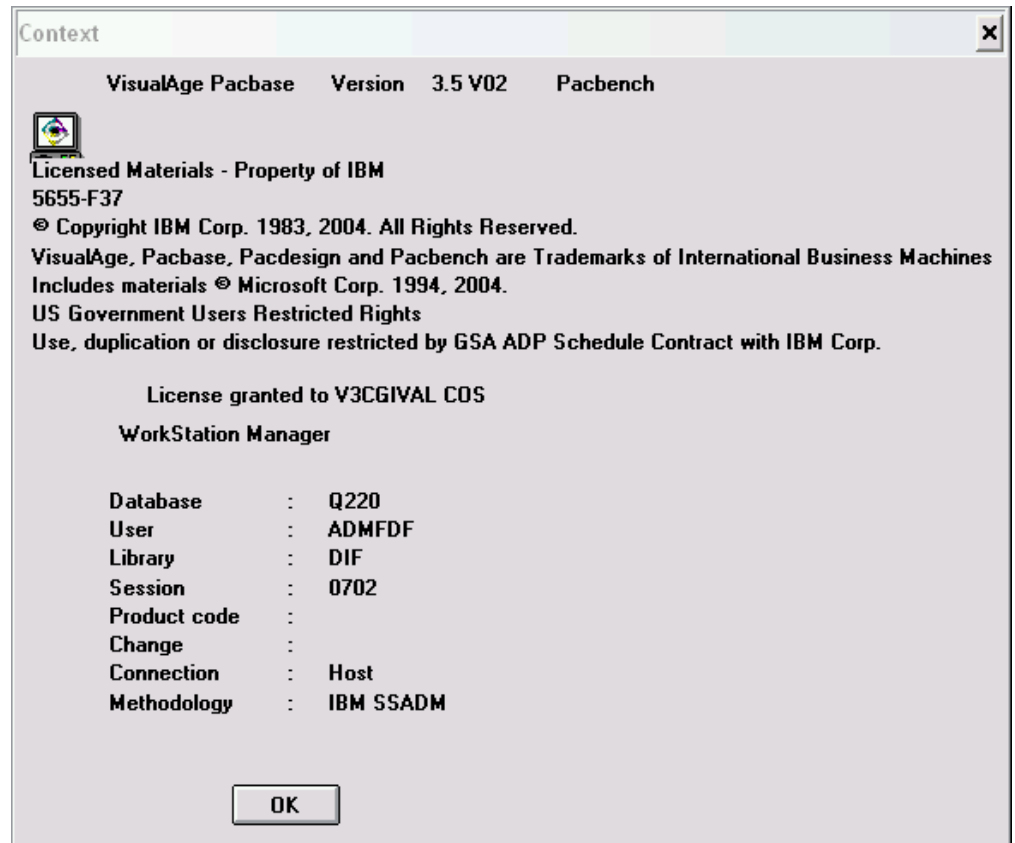 Context
VisualAge Pacbase Version 3.5 V02 Pacbench
Licensed Materials - Property of IBM
5655-F37
© Copyright IBM Corp. 1983, 2004. All Rights Reserved.
VisualAge, Pacbase, Pacdesign and Pacbench are Trademarks of International Business Machines
Includes materials © Microsoft Corp. 1994, 2004.
US Government Users Restricted Rights
Use, duplication or disclosure restricted by GSA ADP Schedule Contract with IBM Corp.
License granted to V3CGIVAL COS
WorkStation Manager
Database : Q220
User : ADMFDF
Library : DIF
Session : 0702
Product code :
Change :
Connection : Host
Methodology : IBM SSADM
OK